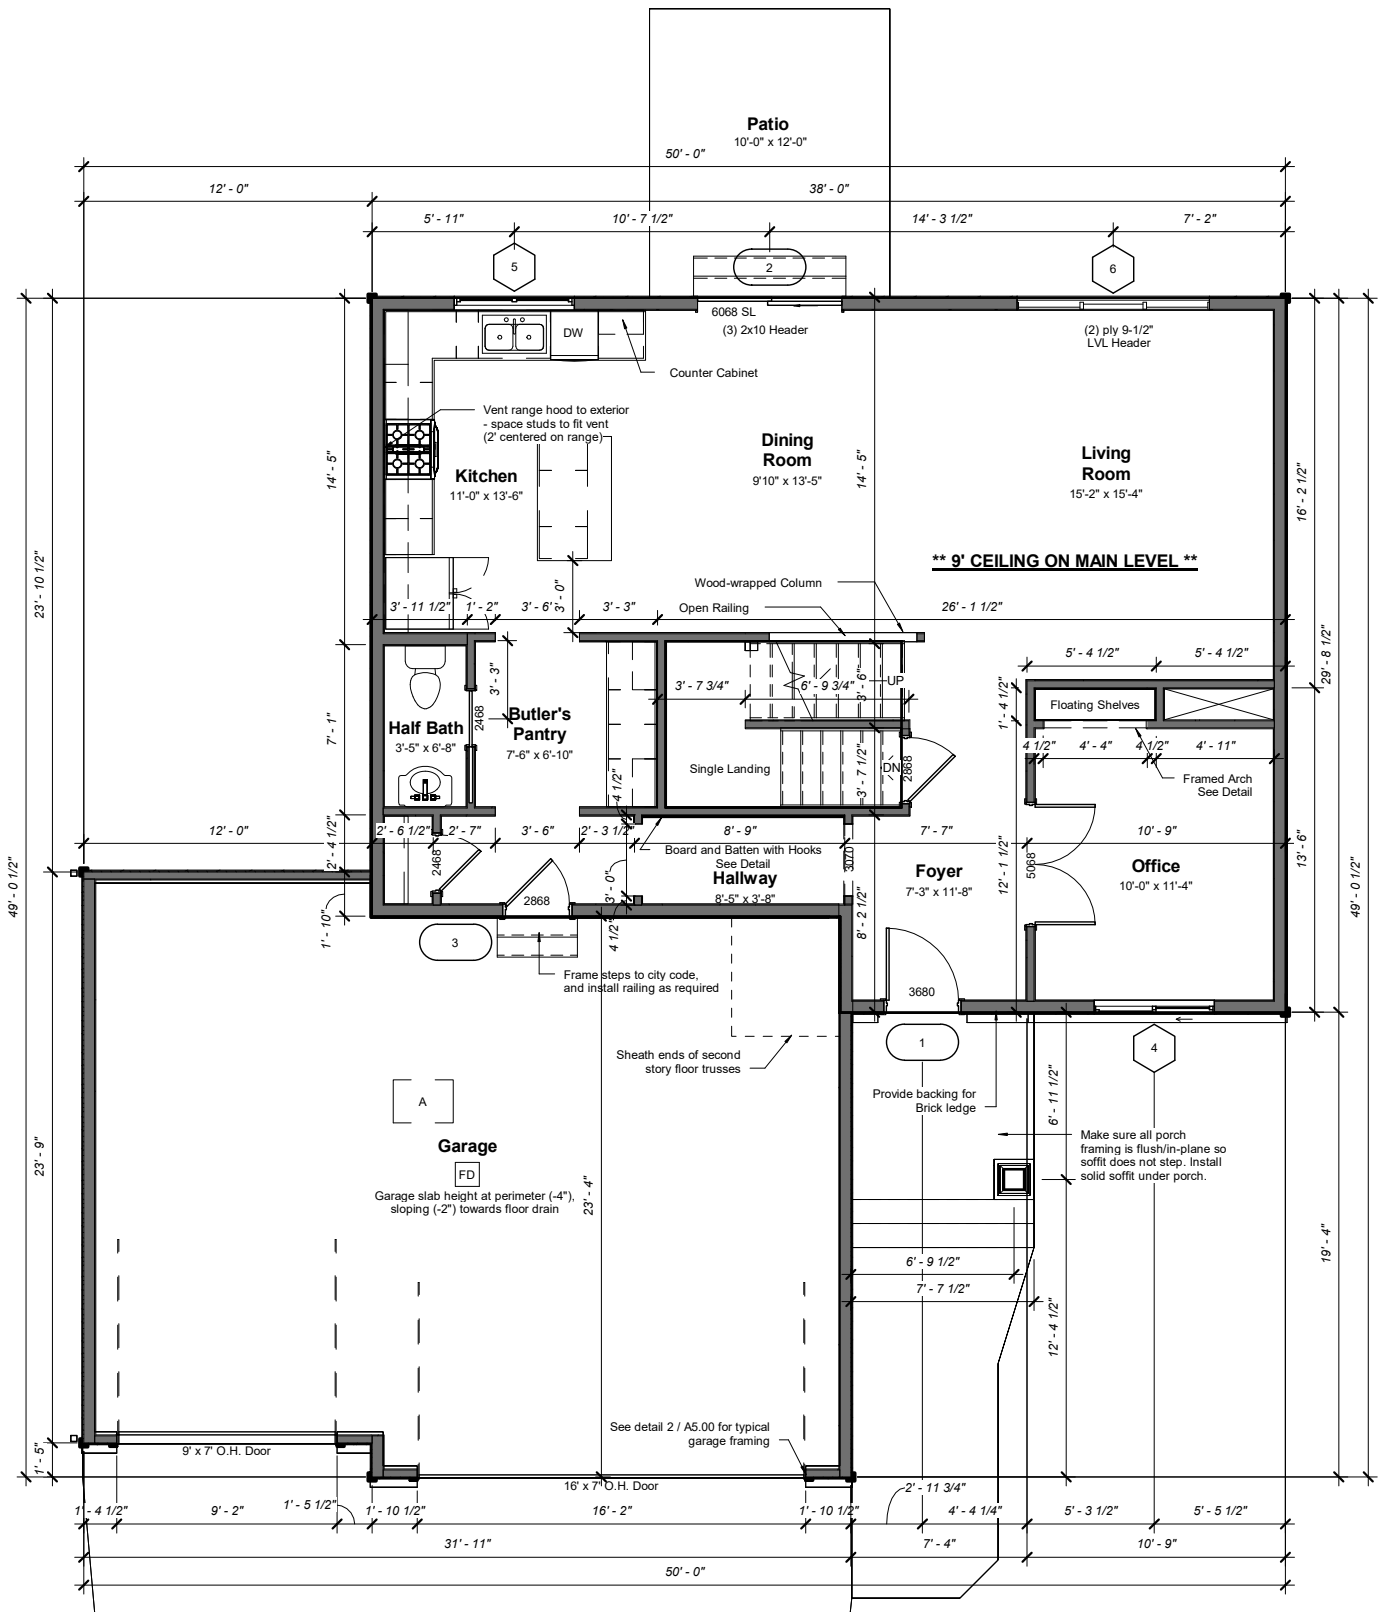 Patio
10'-0" x 12'-0"
50' - 0"
12' - 0"
38' - 0"
5' - 11"
10' - 7 1/2"
14' - 3 1/2"
7' - 2"
5
2
6
6068 SL
(3) 2x10 Header
(2) ply 9-1/2"
LVL Header
DW
Counter Cabinet
Vent range hood to exterior
- space studs to fit vent
(2' centered on range)
Kitchen
11'-0" x 13'-6"
Dining
Room
9'10" x 13'-5"
Living
Room
15'-2" x 15'-4"
14' - 5"
14' - 5"
16' - 2 1/2"
23' - 10 1/2"
** 9' CEILING ON MAIN LEVEL **
Wood-wrapped Column
Open Railing
3' - 11 1/2"
1' - 2"
3' - 6"
3' - 0"
3' - 3"
26' - 1 1/2"
5' - 4 1/2"
5' - 4 1/2"
29' - 8 1/2"
3' - 3"
3' - 7 3/4"
6' - 9 3/4"
3' - 6"
UP
1' - 4 1/2"
Floating Shelves
7' - 1"
Half Bath
3'-5" x 6'-8"
2468
Butler's
Pantry
7'-6" x 6'-10"
Single Landing
DN
2868
3' - 7 1/2"
4 1/2"
4' - 4"
4 1/2"
4' - 11"
Framed Arch
See Detail
4 1/2"
12' - 0"
2' - 6 1/2"
2' - 7"
3' - 6"
2' - 3 1/2"
8' - 9"
7' - 7"
10' - 9"
2' - 4 1/2"
2468
Board and Batten with Hooks
See Detail
Hallway
8'-5" x 3'-8"
3070
Foyer
7'-3" x 11'-8"
12' - 1 1/2"
5068
Office
10'-0" x 11'-4"
13' - 6"
49' - 0 1/2"
49' - 0 1/2"
1' - 10"
2868
3' - 0"
4 1/2"
8' - 2 1/2"
3
Frame steps to city code,
and install railing as required
3680
1
4
Sheath ends of second
story floor trusses
Provide backing for
Brick ledge
6' - 11 1/2"
Make sure all porch
framing is flush/in-plane so
soffit does not step. Install
solid soffit under porch.
A
Garage
FD
Garage slab height at perimeter (-4"),
sloping (-2") towards floor drain
23' - 9"
23' - 4"
19' - 4"
6' - 9 1/2"
7' - 7 1/2"
12' - 4 1/2"
See detail 2 / A5.00 for typical
garage framing
1' - 5"
9' x 7' O.H. Door
16' x 7' O.H. Door
1' - 4 1/2"
9' - 2"
1' - 5 1/2"
1' - 10 1/2"
16' - 2"
1' - 10 1/2"
2' - 11 3/4"
4' - 4 1/4"
5' - 3 1/2"
5' - 5 1/2"
31' - 11"
7' - 4"
10' - 9"
50' - 0"